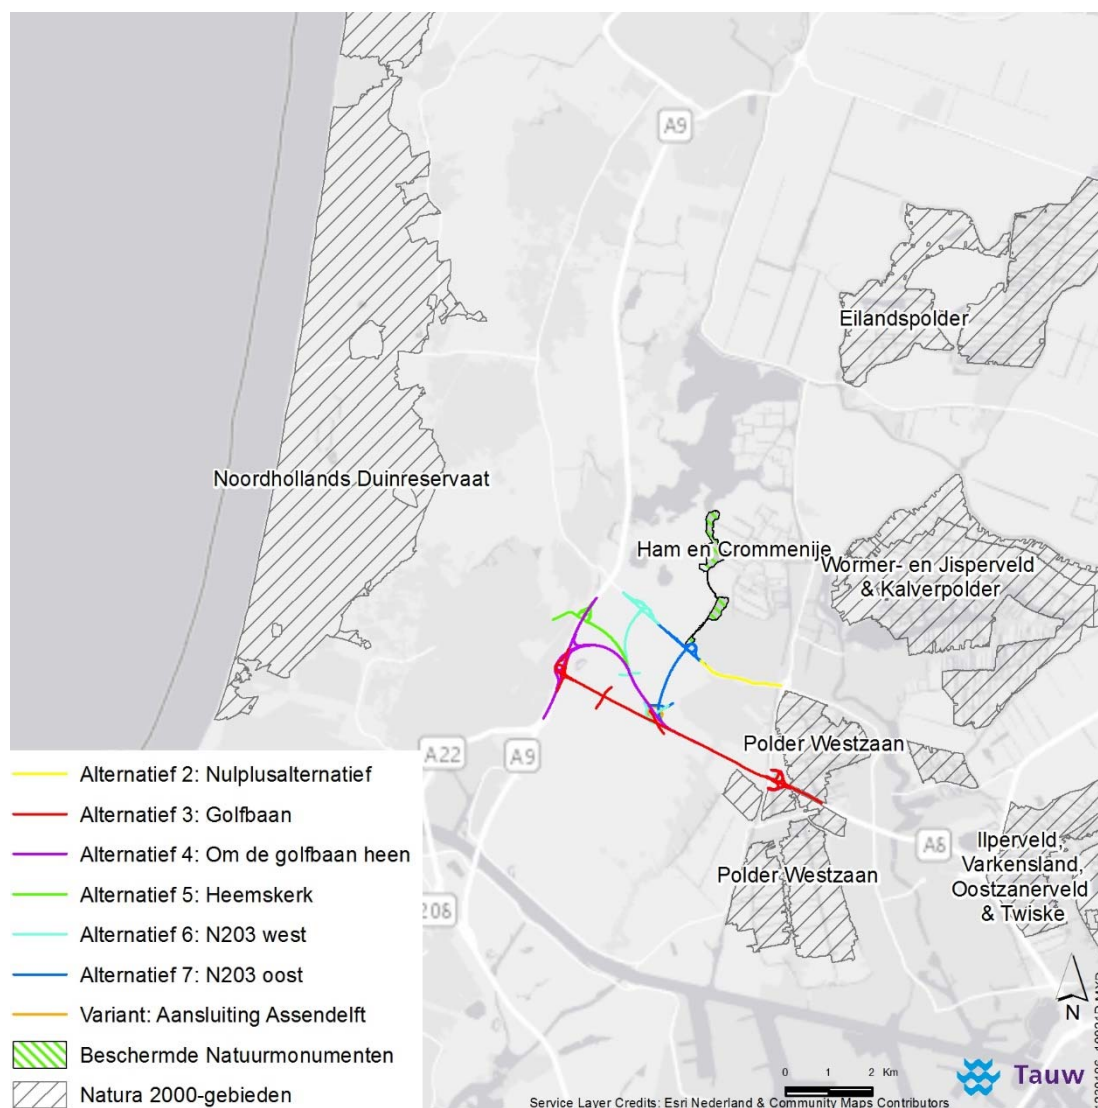 A9
Eilandspolder
Noordhollands Duinreservaat
Ham en Crommenije
Wormer- en Jisperveld
& Kalverpolder
Polder Westzaan
A22
A9
A8
Ilperveld,
Varkensland,
Oostzanerveld
& Twiske
Polder Westzaan
208
Alternatief 2: Nulplusalternatief
Alternatief 3: Golfbaan
Alternatief 4: Om de golfbaan heen
Alternatief 5: Heemskerk
Alternatief 6: N203 west
Alternatief 7: N203 oost
Variant: Aansluiting Assendelft
Beschermde Natuurmonumenten
Natura 2000-gebieden
N
0 1 2 Km
Tauw
Service Layer Credits: Esri Nederland & Community Maps Contributors